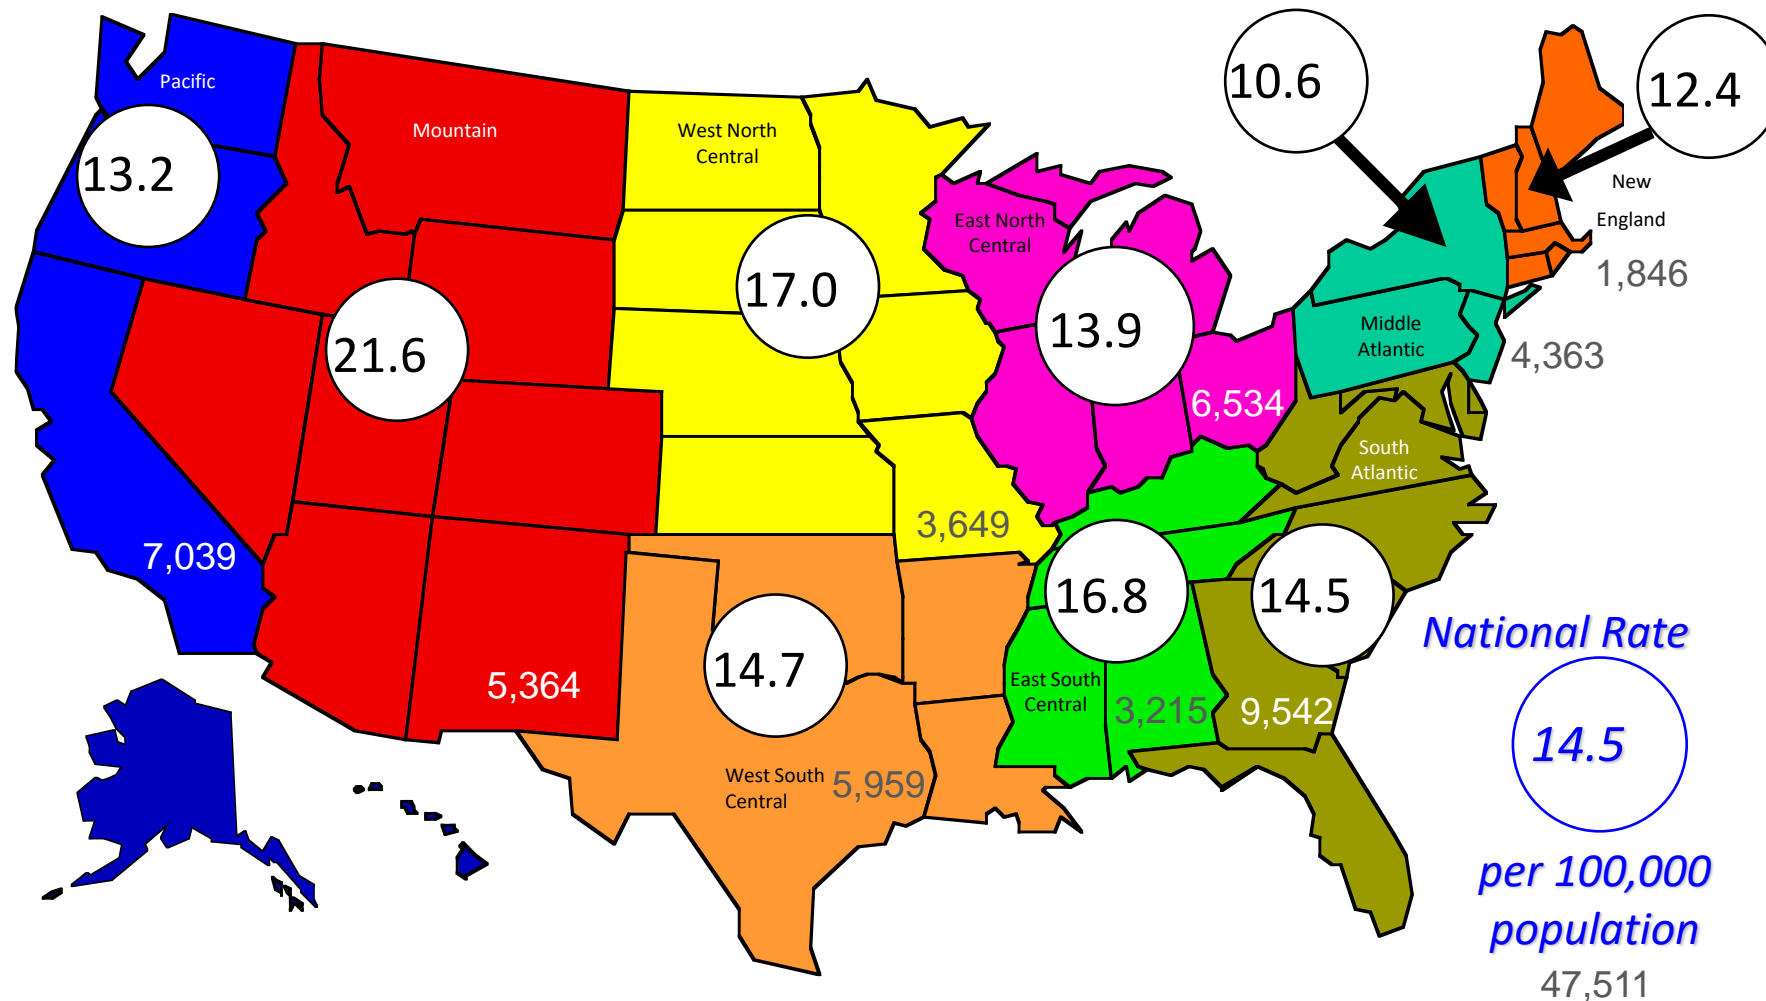 10.6
12.4
Pacific
Mountain
West North
Central
13.2
New
England
East North
Central
17.0
1,846
13.9
21.6
Middle
Atlantic
4,363
6,534
South
Atlantic
3,649
7,039
16.8
14.5
National Rate
14.7
5,364
East South
Central
3,215
9,542
14.5
West South
Central
5,959
per 100,000
population
47,511